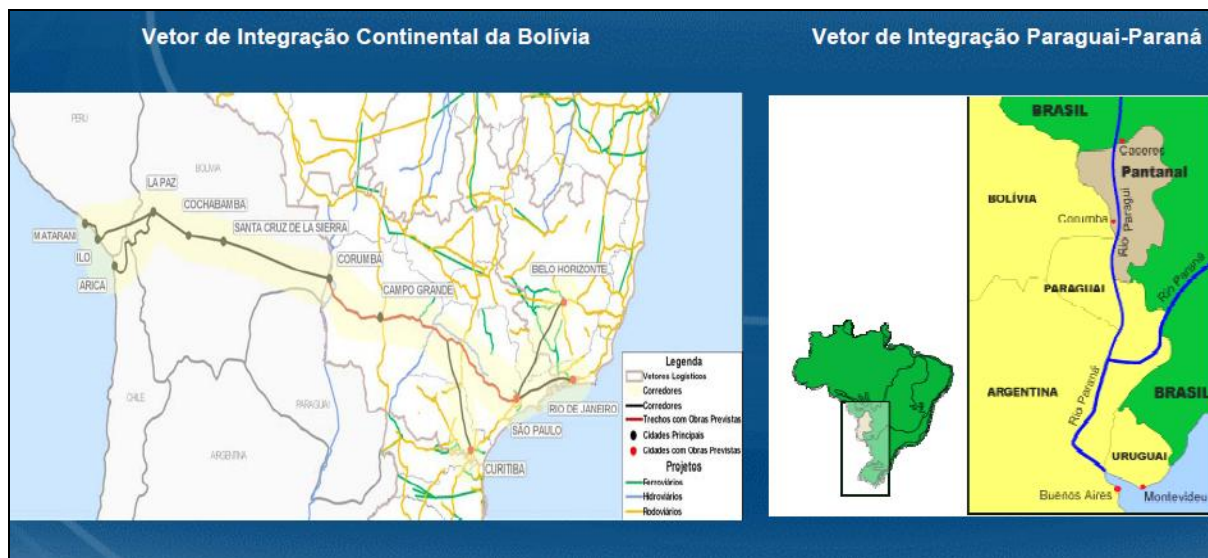 Vetor de Integração Continental da Bolívia
PERU
BOLIVIA
LA PAZ
COCHABAMBA
SANTA CRUZ DE LA SIERRA
MATARANI
ILO
ARICA
CORUMBÁ
CAMPO GRANDE
BELO HORIZONTE
CHILE
PARAGUAI
ARGENTINA
RIO DE JANEIRO
SÃO PAULO
CURITIBA
Legenda
Vetores Logísticos
Corredores
Corredores
Trechos com Obras Previstas
Cidades Principais
Cidades com Obras Previstas
Projetos
Ferroviários
Hidroviários
Rodoviários
Vetor de Integração Paraguai-Paraná
BRASIL
Caceres
Pantanal
BOLÍVIA
Corumba
Rio Paragui
PARAGUAI
Rio Paraná
ARGENTINA
Rio Paraná
BRASIL
URUGUAI
Buenos Aires
Montevideu